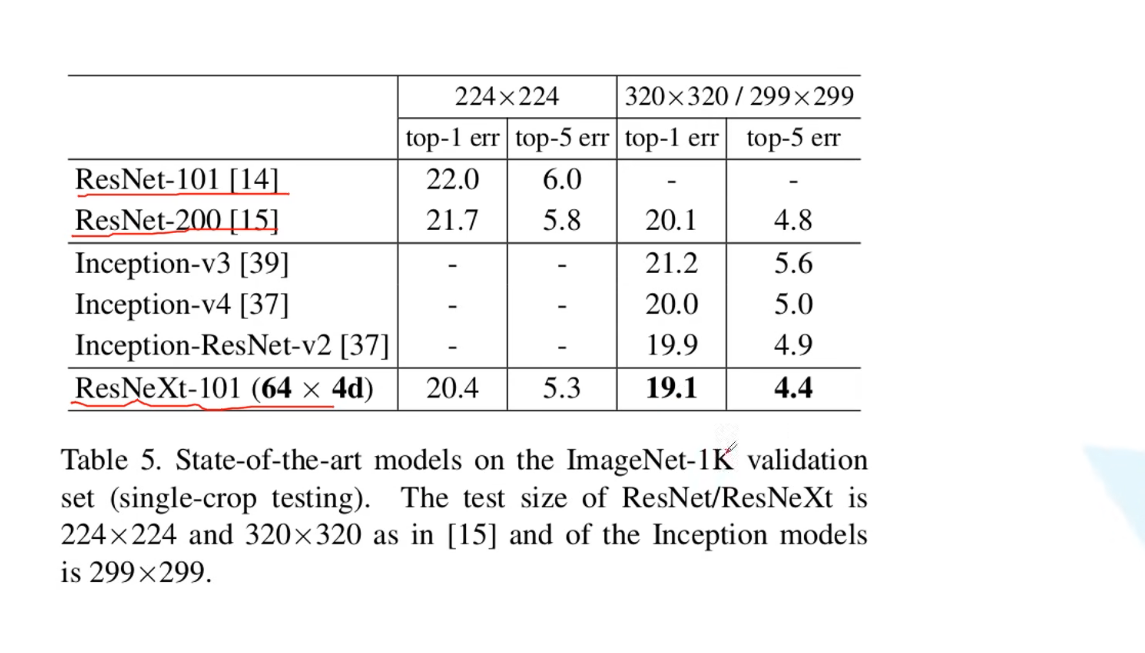 224×224 320×320 / 299×299
top-1 err top-5 err top-1 err top-5 err
ResNet-101 [14] 22.0 6.0 - -
ResNet-200 [15] 21.7 5.8 20.1 4.8
Inception-v3 [39] - - 21.2 5.6
Inception-v4 [37] - - 20.0 5.0
Inception-ResNet-v2 [37] - - 19.9 4.9
ResNeXt-101 (64 × 4d) 20.4 5.3 19.1 4.4
Table 5. State-of-the-art models on the ImageNet-1K validation
set (single-crop testing). The test size of ResNet/ResNeXt is
224×224 and 320×320 as in [15] and of the Inception models
is 299×299.